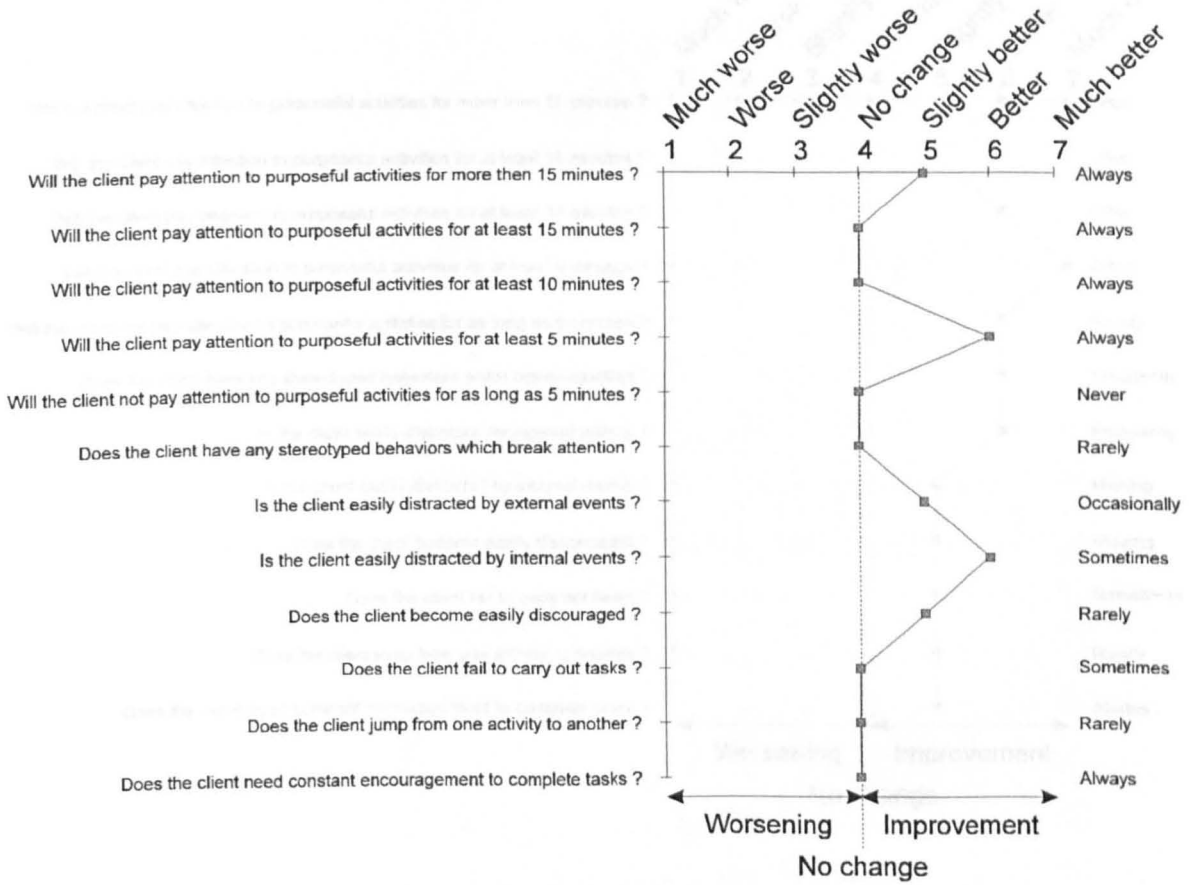 Much worse
Worse
Slightly worse
No change
Slightly better
Better
Much better
1 2 3 4 5 6 7
Will the client pay attention to purposeful activities for more then 15 minutes ? Always
Will the client pay attention to purposeful activities for at least 15 minutes ? Always
Will the client pay attention to purposeful activities for at least 10 minutes ? Always
Will the client pay attention to purposeful activities for at least 5 minutes ? Always
Will the client not pay attention to purposeful activities for as long as 5 minutes ? Never
Does the client have any stereotyped behaviors which break attention ? Rarely
Is the client easily distracted by external events ? Occasionally
Is the client easily distracted by internal events ? Sometimes
Does the client become easily discouraged ? Rarely
Does the client fail to carry out tasks ? Sometimes
Does the client jump from one activity to another ? Rarely
Does the client need constant encouragement to complete tasks ? Always
Worsening Improvement
No change